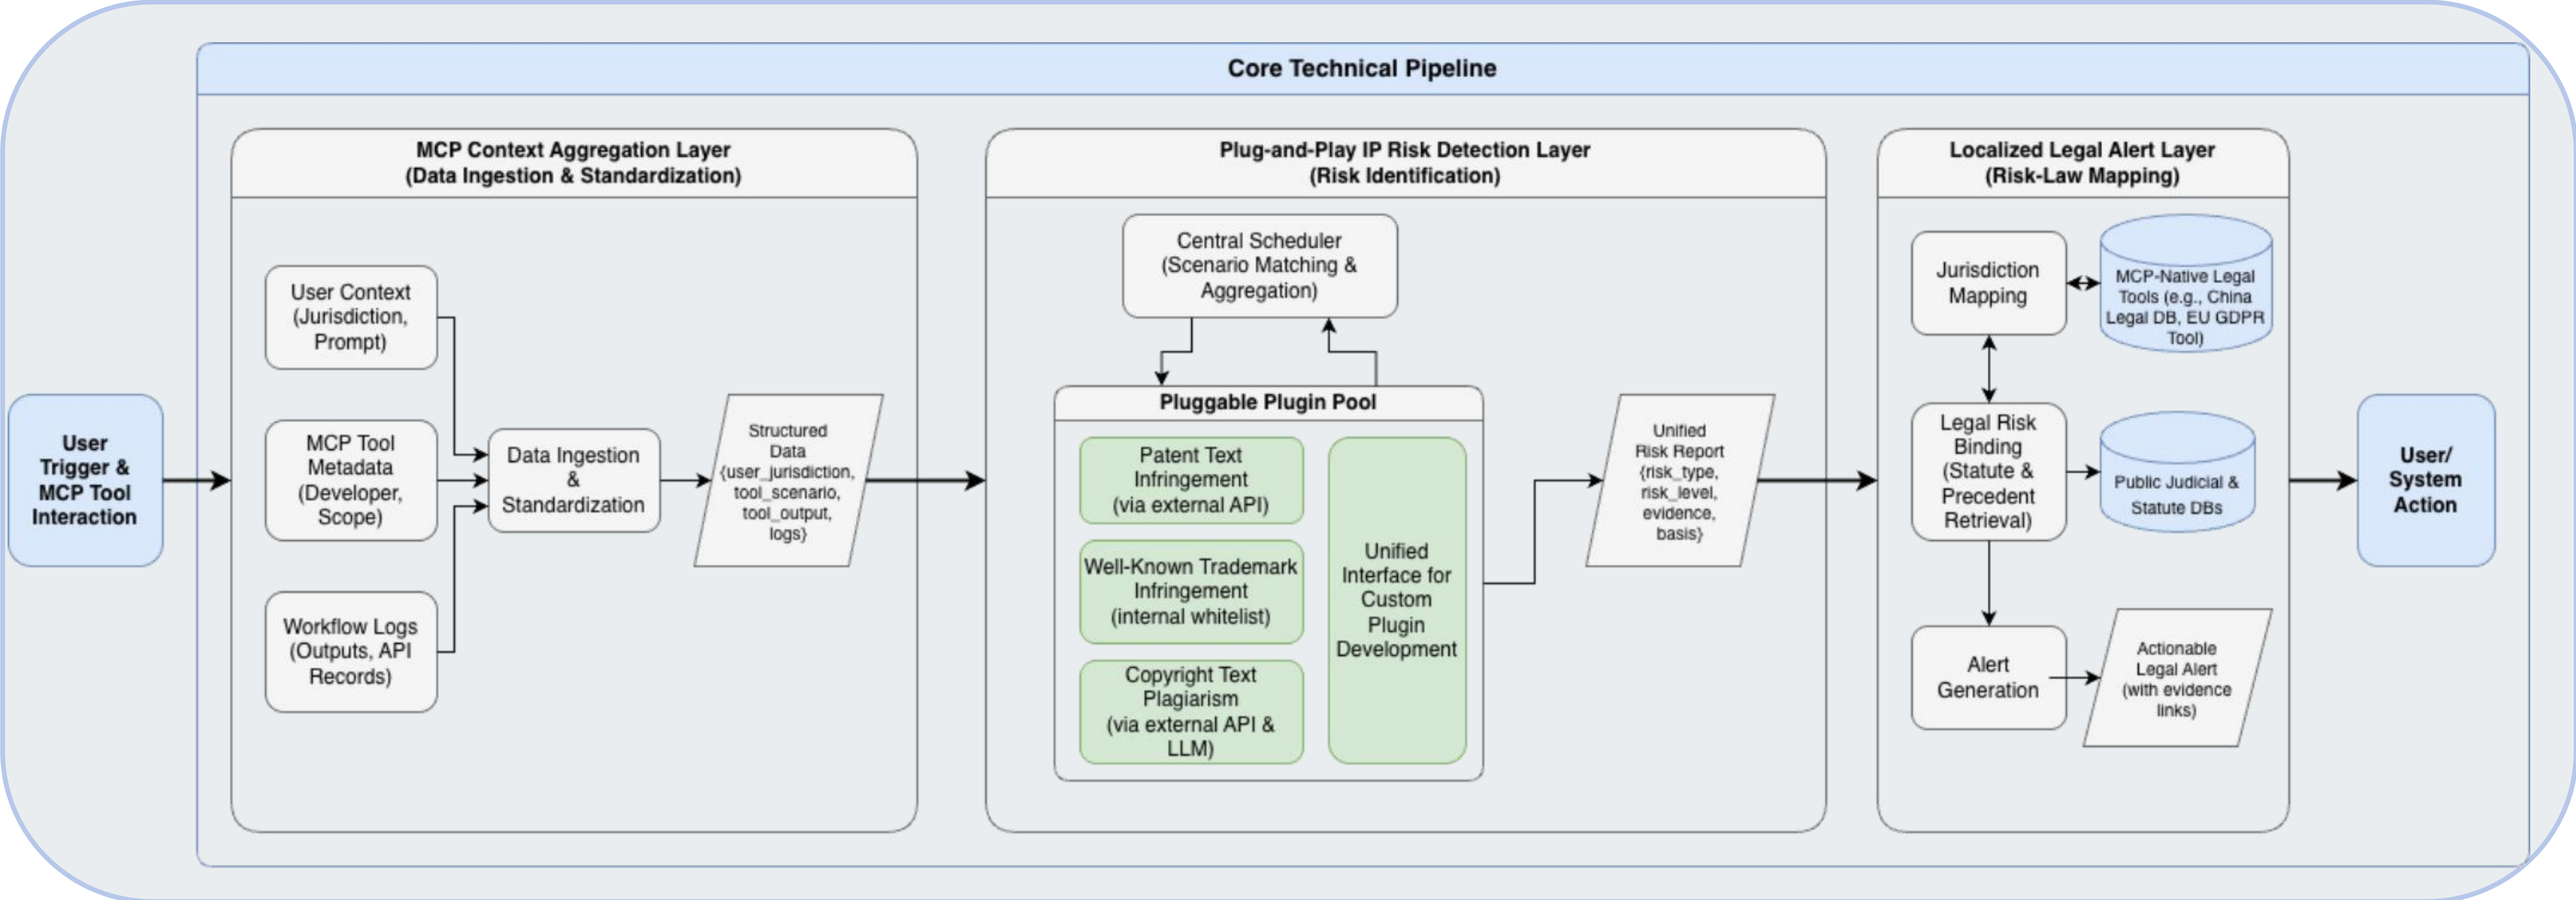 Core Technical Pipeline
User
Trigger &
MCP Tool
Interaction
MCP Context Aggregation Layer
(Data Ingestion & Standardization)
User Context
(Jurisdiction,
Prompt)
MCP Tool
Metadata
(Developer,
Scope)
Workflow Logs
(Outputs, API
Records)
Data Ingestion
&
Standardization
Structured
Data
{user_jurisdiction,
tool_scenario,
tool_output,
logs}
Plug-and-Play IP Risk Detection Layer
(Risk Identification)
Central Scheduler
(Scenario Matching &
Aggregation)
Pluggable Plugin Pool
Patent Text
Infringement
(via external API)
Well-Known Trademark
Infringement
(internal whitelist)
Copyright Text
Plagiarism
(via external API &
LLM)
Unified
Interface for
Custom
Plugin
Development
Unified
Risk Report
{risk_type,
risk_level,
evidence,
basis}
Localized Legal Alert Layer
(Risk-Law Mapping)
Jurisdiction
Mapping
MCP-Native Legal
Tools (e.g., China
Legal DB, EU GDPR
Tool)
Legal Risk
Binding
(Statute &
Precedent
Retrieval)
Public Judicial &
Statute DBs
Alert
Generation
Actionable
Legal Alert
(with evidence
links)
User/
System
Action